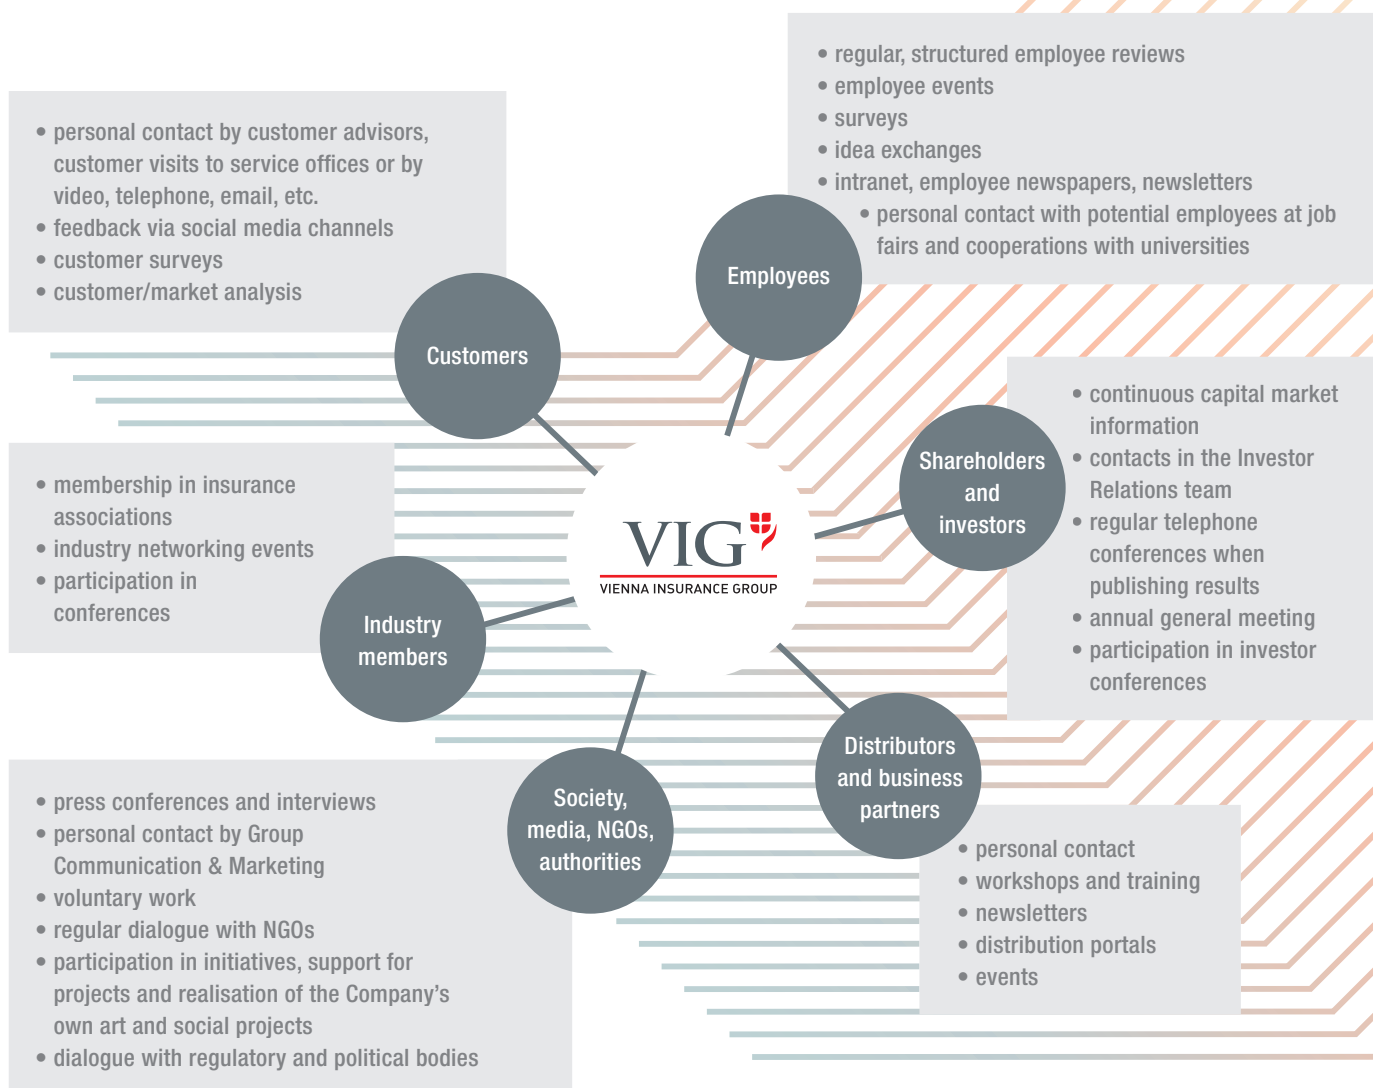 • regular, structured employee reviews
• employee events
• surveys
• idea exchanges
• intranet, employee newspapers, newsletters
• personal contact with potential employees at job
fairs and cooperations with universities
Employees
• personal contact by customer advisors,
customer visits to service offices or by
video, telephone, email, etc.
• feedback via social media channels
• customer surveys
• customer/market analysis
Customers
• continuous capital market
information
• contacts in the Investor
Relations team
• regular telephone
conferences when
publishing results
• annual general meeting
• participation in investor
conferences
Shareholders
and
investors
• membership in insurance
associations
• industry networking events
• participation in
conferences
Industry
members
VIG
VIENNA INSURANCE GROUP
Distributors
and business
partners
• personal contact
• workshops and training
• newsletters
• distribution portals
• events
Society,
media, NGOs,
authorities
• press conferences and interviews
• personal contact by Group
Communication & Marketing
• voluntary work
• regular dialogue with NGOs
• participation in initiatives, support for
projects and realisation of the Company's
own art and social projects
• dialogue with regulatory and political bodies